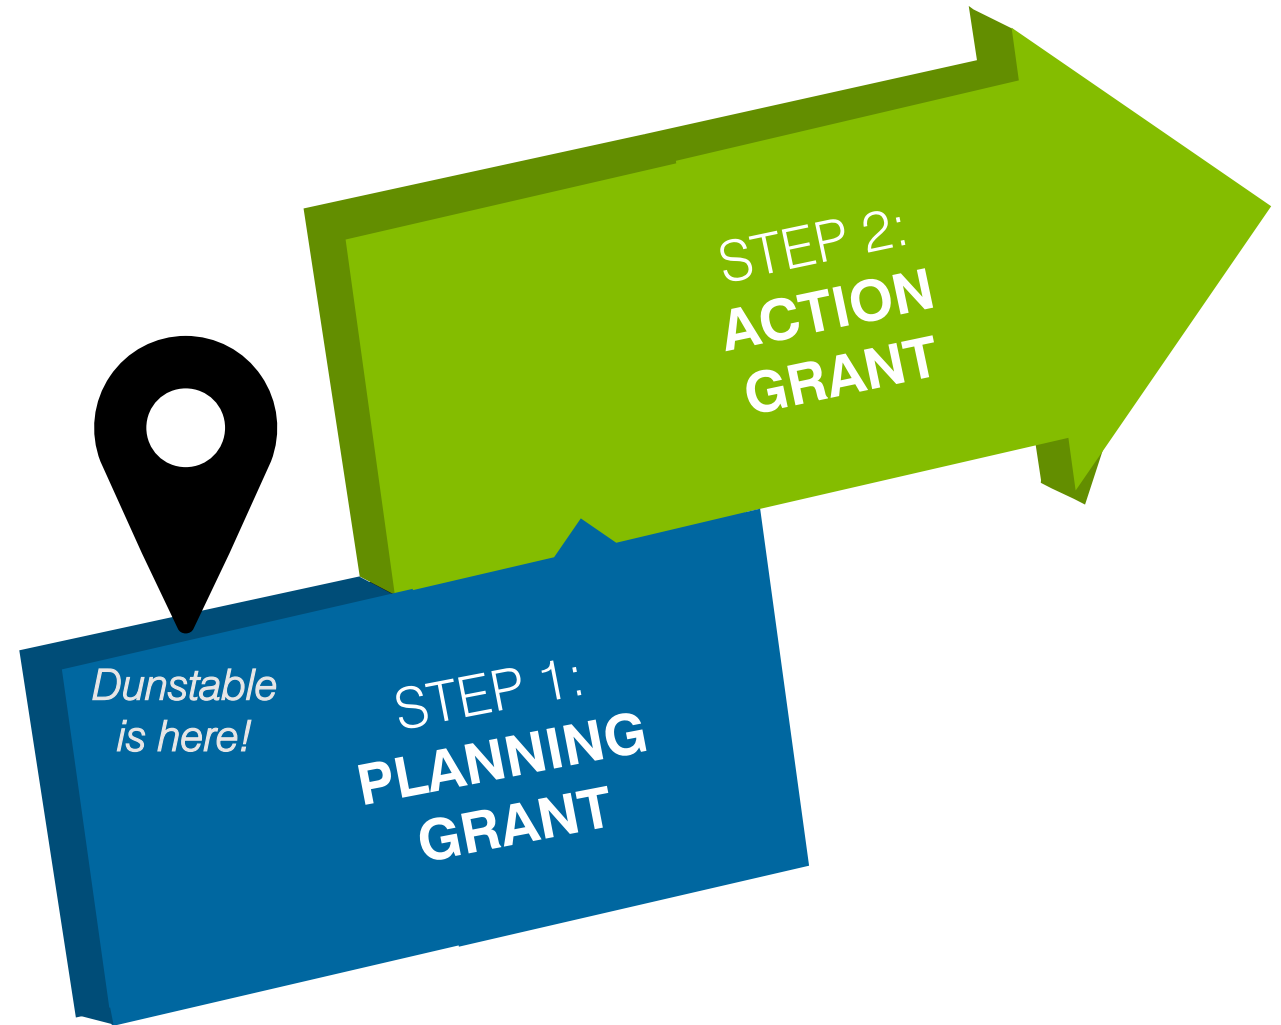 STEP 2:
ACTION
GRANT
Dunstable
is here!
STEP 1:
PLANNING
GRANT